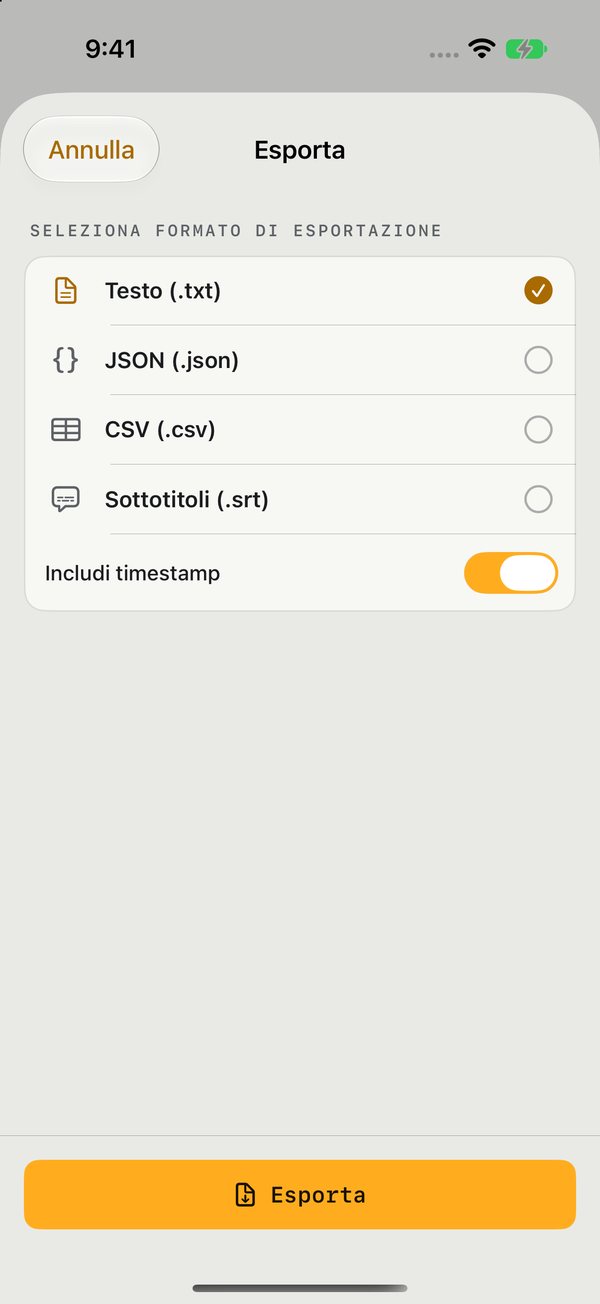 9:41
Annulla
Esporta
SELEZIONA FORMATO DI ESPORTAZIONE
Testo (.txt)
JSON (.json)
CSV (.csv)
Sottotitoli (.srt)
Includi timestamp
Esporta